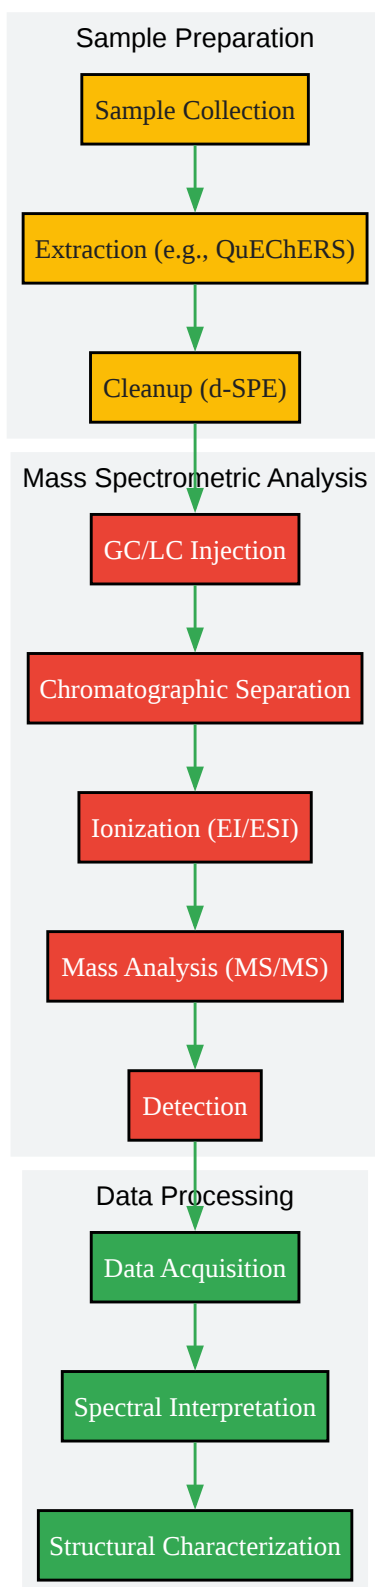 Sample Preparation
Sample Collection
Extraction (e.g., QuEChERS)
Cleanup (d-SPE)
Mass Spectrometric Analysis
GC/LC Injection
Chromatographic Separation
Ionization (EI/ESI)
Mass Analysis (MS/MS)
Detection
Data Processing
Data Acquisition
Spectral Interpretation
Structural Characterization